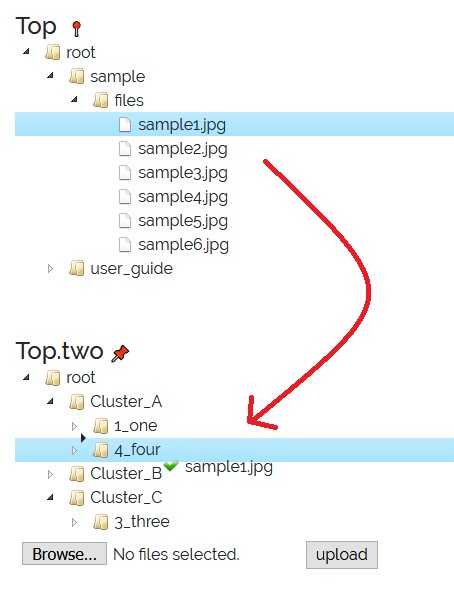 Top
root
sample
files
sample1.jpg
sample2.jpg
sample3.jpg
sample4.jpg
sample5.jpg
sample6.jpg
user_guide
Top.two
root
Cluster_A
1_one
4_four
Cluster_B
sample1.jpg
Cluster_C
3_three
Browse... No files selected. upload